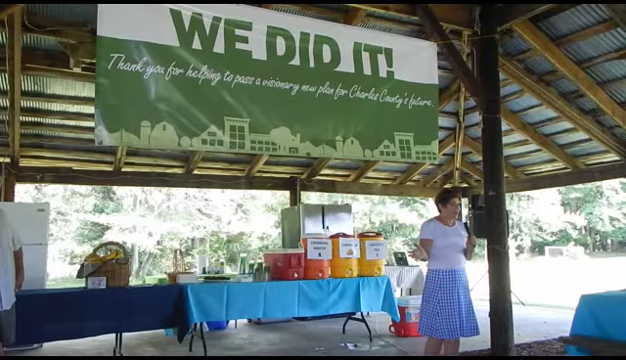 WE DID IT!
Thank you for helping to pass a visionary new plan for Charles County's future.